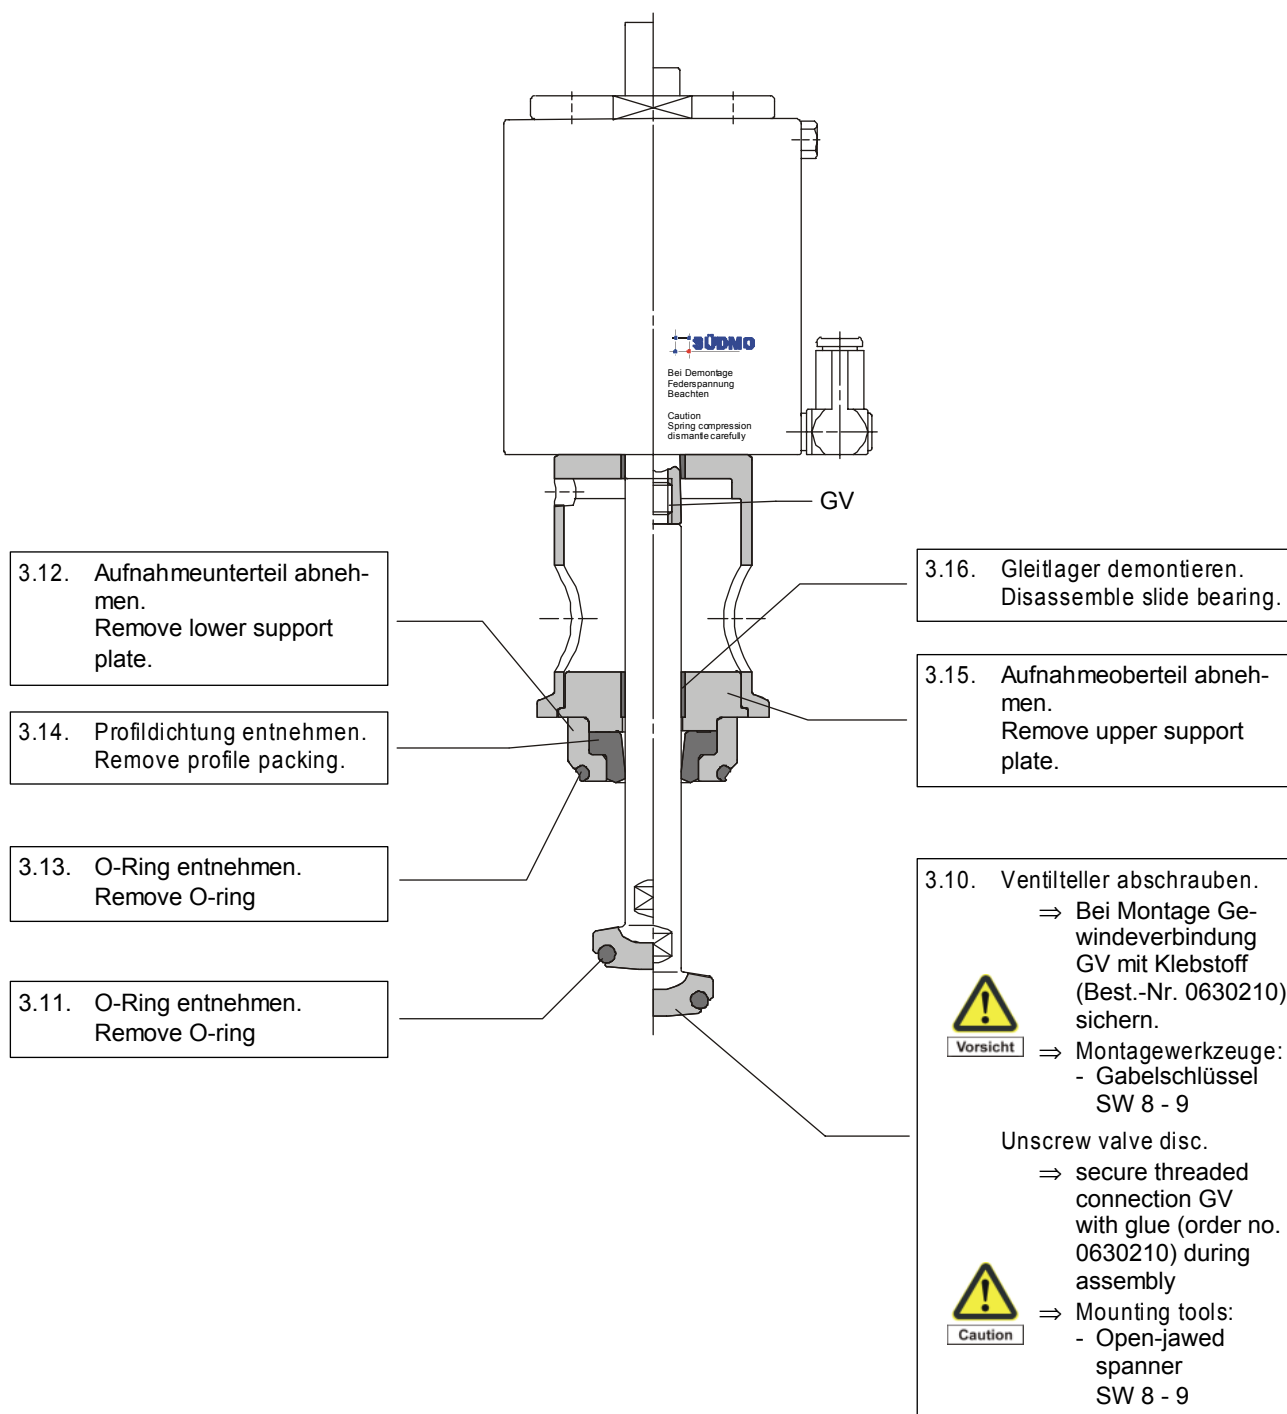 SÜDMO
Bei Demontage
Federspannung
Beachten
Caution
Spring compression
dismantle carefully
GV
3.12. Aufnahmeunterteil abneh-
men.
Remove lower support
plate.
3.14. Profildichtung entnehmen.
Remove profile packing.
3.13. O-Ring entnehmen.
Remove O-ring
3.11. O-Ring entnehmen.
Remove O-ring
3.16. Gleitlager demontieren.
Disassemble slide bearing.
3.15. Aufnahmeoberteil abneh-
men.
Remove upper support
plate.
3.10. Ventilteller abschrauben.
⇒ Bei Montage Ge-
windeverbindung
GV mit Klebstoff
(Best.-Nr. 0630210)
sichern.
Vorsicht
⇒ Montagewerkzeuge:
- Gabelschlüssel
SW 8 - 9
Unscrew valve disc.
⇒ secure threaded
connection GV
with glue (order no.
0630210) during
assembly
Caution
⇒ Mounting tools:
- Open-jawed
spanner
SW 8 - 9